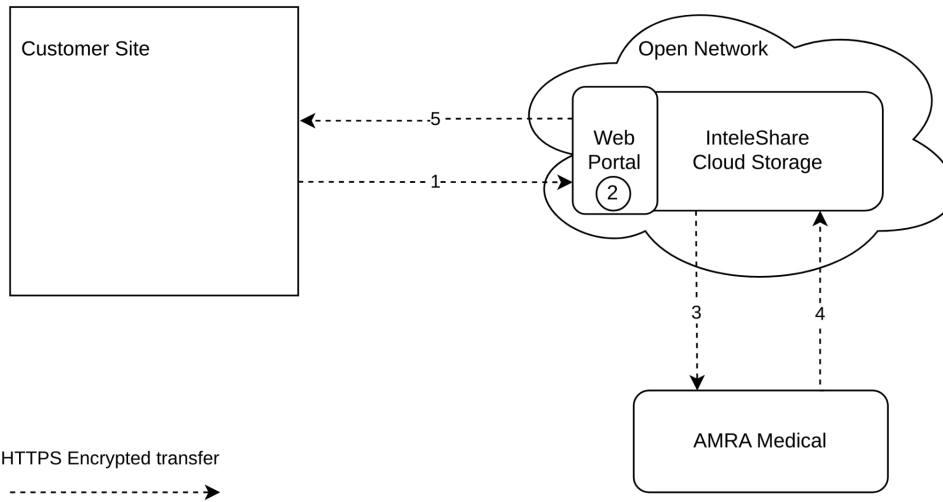 Customer Site
Open Network
5
Web
Portal
2
InteleShare
Cloud Storage
1
3
4
AMRA Medical
HTTPS Encrypted transfer